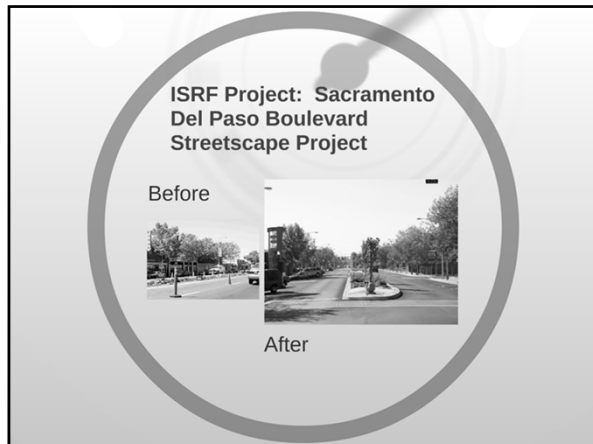 ISRF Project:  Sacramento
Del Paso Boulevard
Streetscape Project
Before
After